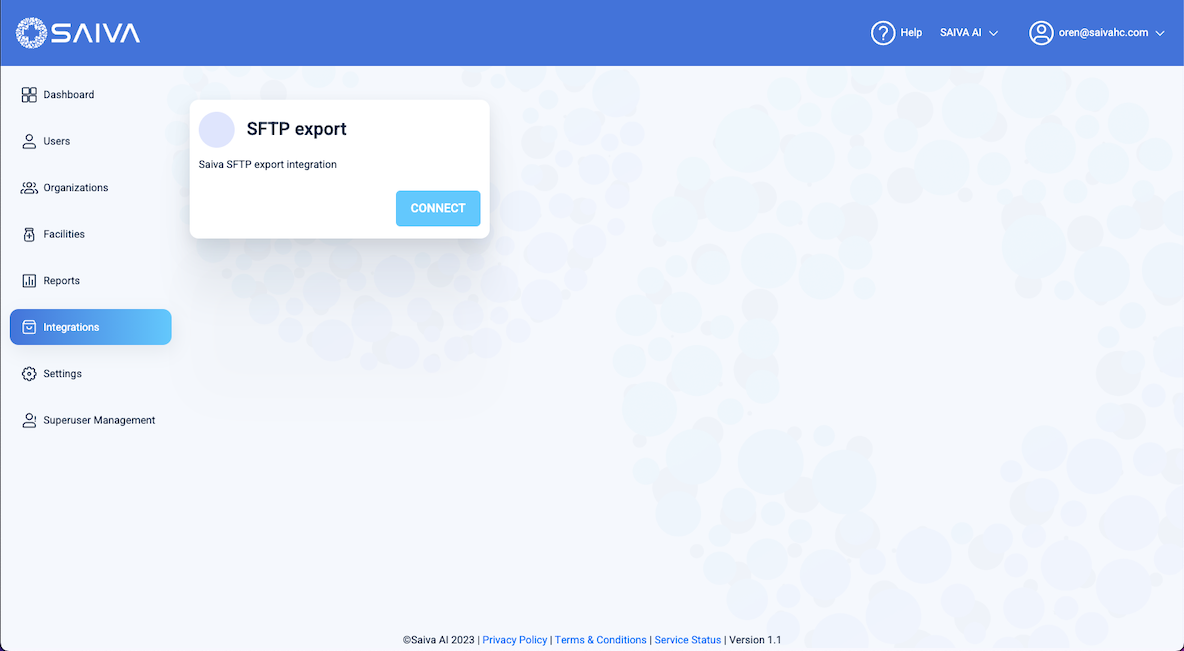 SAIVA
Help
SAIVA AI
oren@saivahc.com
Dashboard
Users
Organizations
Facilities
Reports
Integrations
Settings
Superuser Management
SFTP export
Saiva SFTP export integration
CONNECT
©Saiva AI 2023 | Privacy Policy | Terms & Conditions | Service Status | Version 1.1